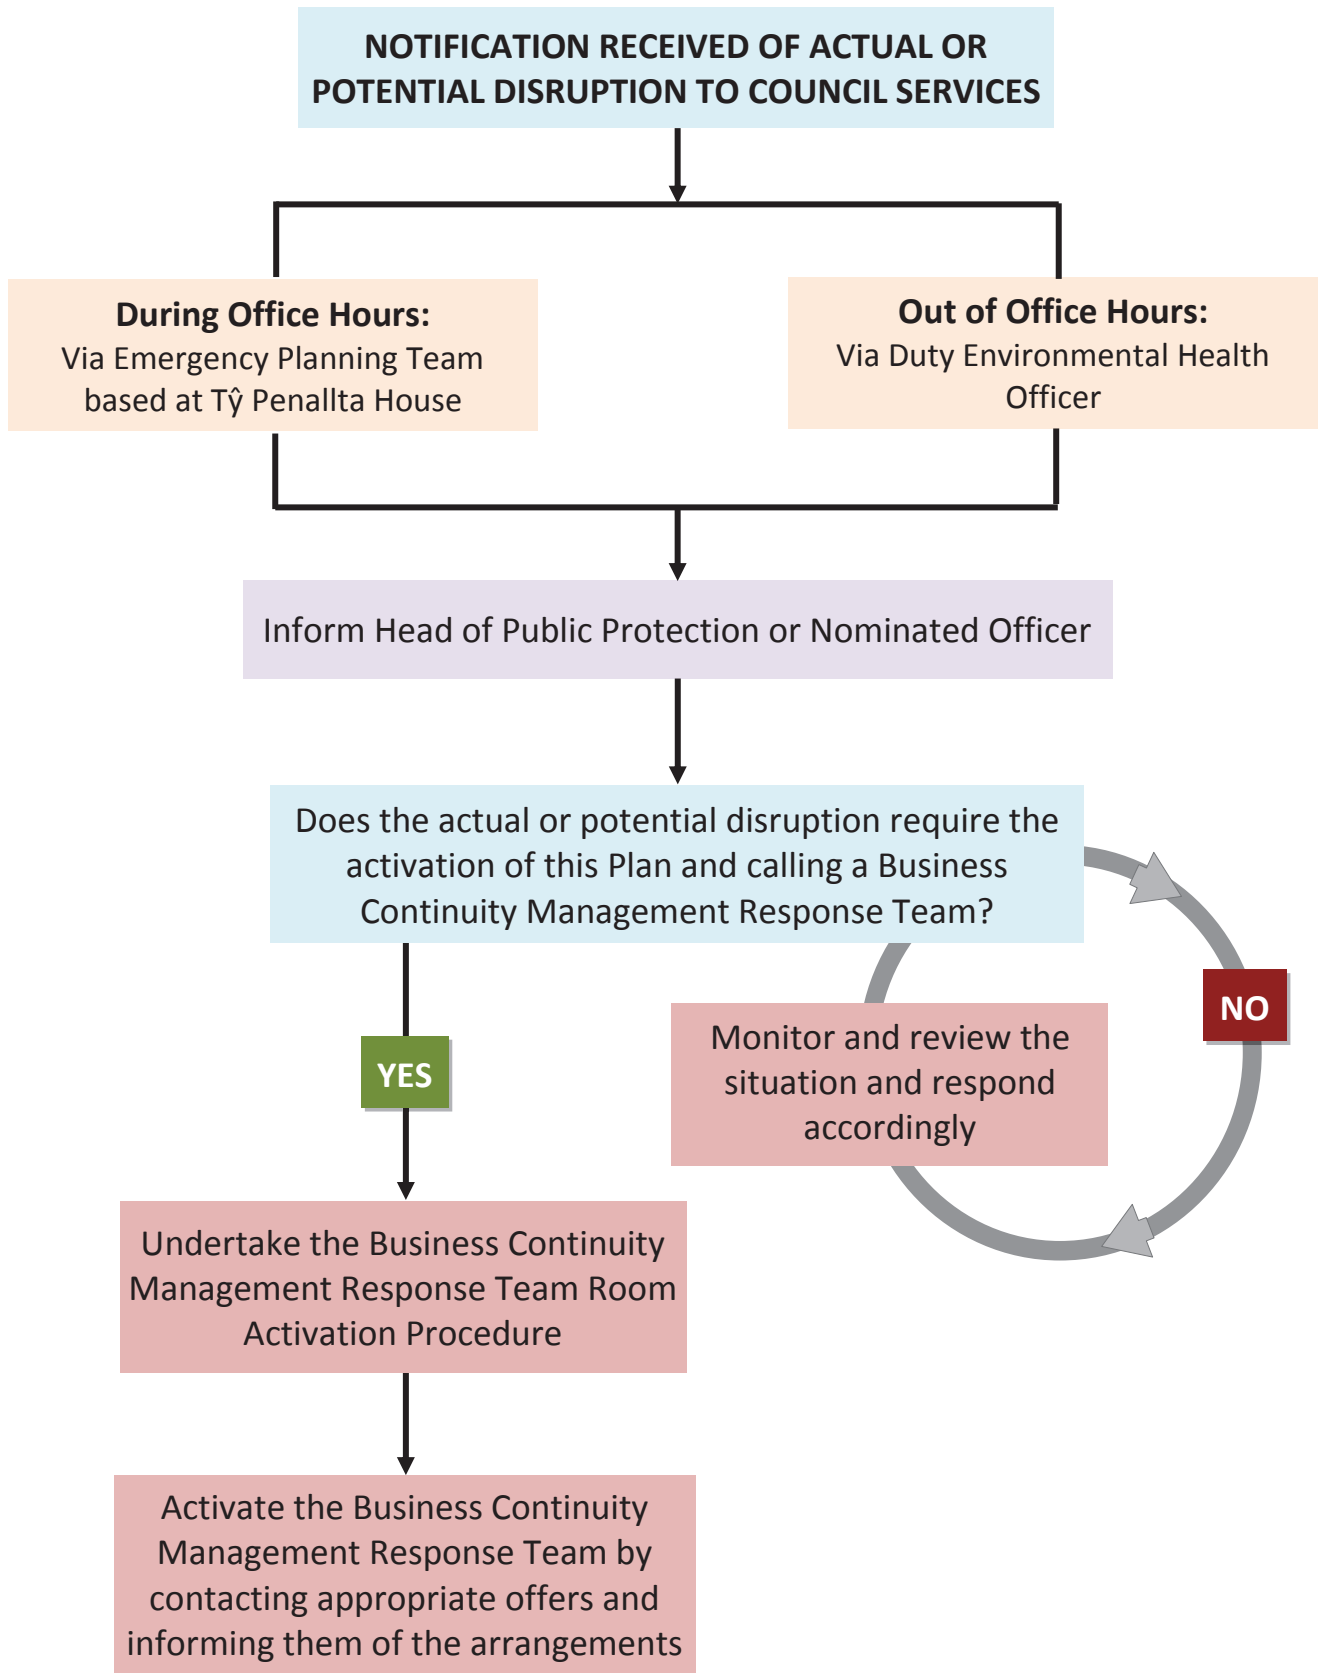 NOTIFICATION RECEIVED OF ACTUAL OR
POTENTIAL DISRUPTION TO COUNCIL SERVICES
During Office Hours:
Via Emergency Planning Team
based at Tŷ Penallta House
Out of Office Hours:
Via Duty Environmental Health
Officer
Inform Head of Public Protection or Nominated Officer
Does the actual or potential disruption require the
activation of this Plan and calling a Business
Continuity Management Response Team?
NO
Monitor and review the
situation and respond
accordingly
YES
Undertake the Business Continuity
Management Response Team Room
Activation Procedure
Activate the Business Continuity
Management Response Team by
contacting appropriate offers and
informing them of the arrangements